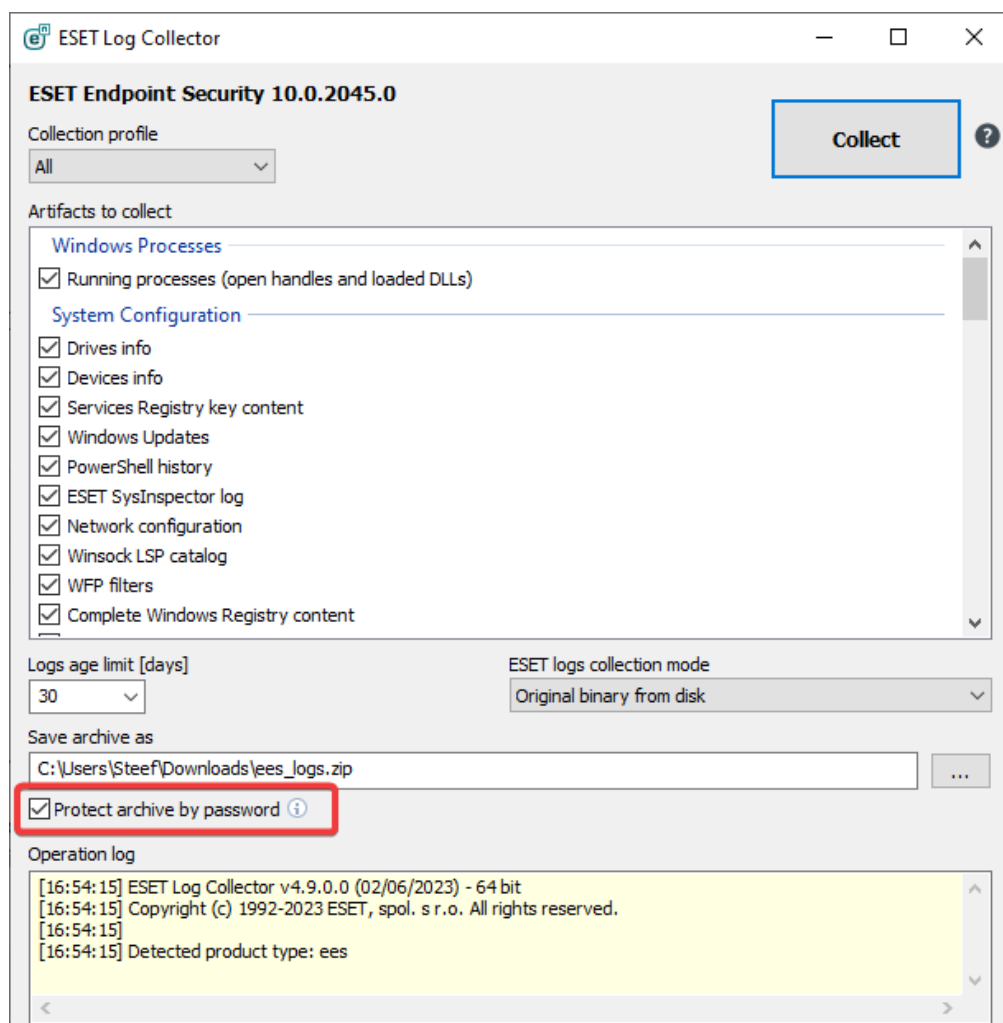 ESET Log Collector
ESET Endpoint Security 10.0.2045.0
Collection profile
All
Collect
Artifacts to collect
Windows Processes
Running processes (open handles and loaded DLLs)
System Configuration
Drives info
Devices info
Services Registry key content
Windows Updates
PowerShell history
ESET SysInspector log
Network configuration
Winsock LSP catalog
WFP filters
Complete Windows Registry content
Logs age limit [days]
30
ESET logs collection mode
Original binary from disk
Save archive as
C:\Users\Steef\Downloads\ees_logs.zip
...
Protect archive by password
Operation log
[16:54:15] ESET Log Collector v4.9.0.0 (02/06/2023) - 64 bit
[16:54:15] Copyright (c) 1992-2023 ESET, spol. s r.o. All rights reserved.
[16:54:15]
[16:54:15] Detected product type: ees